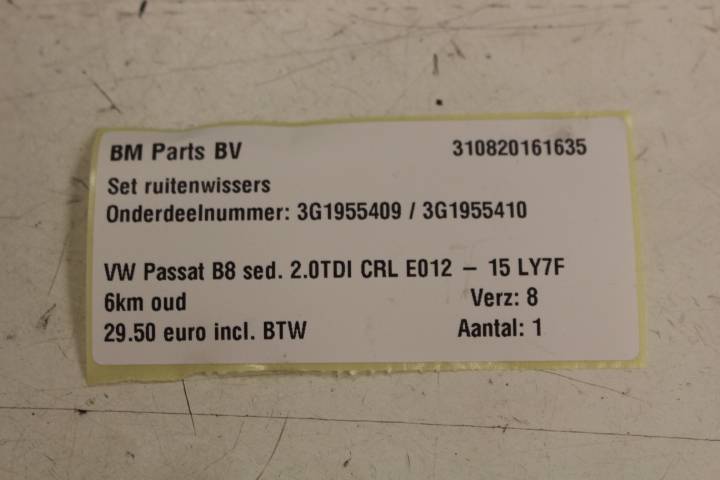 BM Parts BV 310820161635
Set ruitenwissers
Onderdeelnummer: 3G1955409 / 3G1955410
VW Passat B8 sed. 2.0TDI CRL E012 – 15 LY7F
6km oud Verz: 8
29.50 euro incl. BTW Aantal: 1